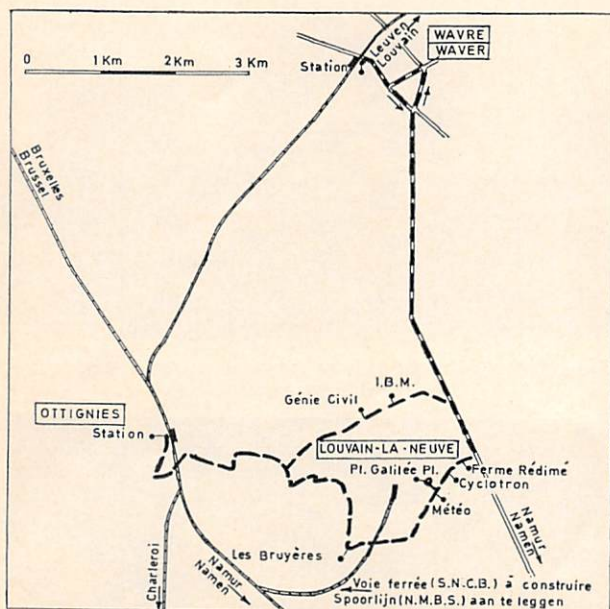 0 1 Km 2 Km 3 Km
Leuven
Louvain
WAVRE
WAVER
Station
Bruxelles
Brussel
I.B.M.
Génie Civil
OTTIGNIES
Station
LOUVAIN-LA-NEUVE
Pl. Galilée Pl.
Ferme Rédimé
Cyclotron
Météo
Les Bruyères
Charleroi
Namur
Namen
Namur
Namen
Voie ferrée (S.N.C.B.) à construire
Spoorlijn (N.M.B.S.) aan te leggen